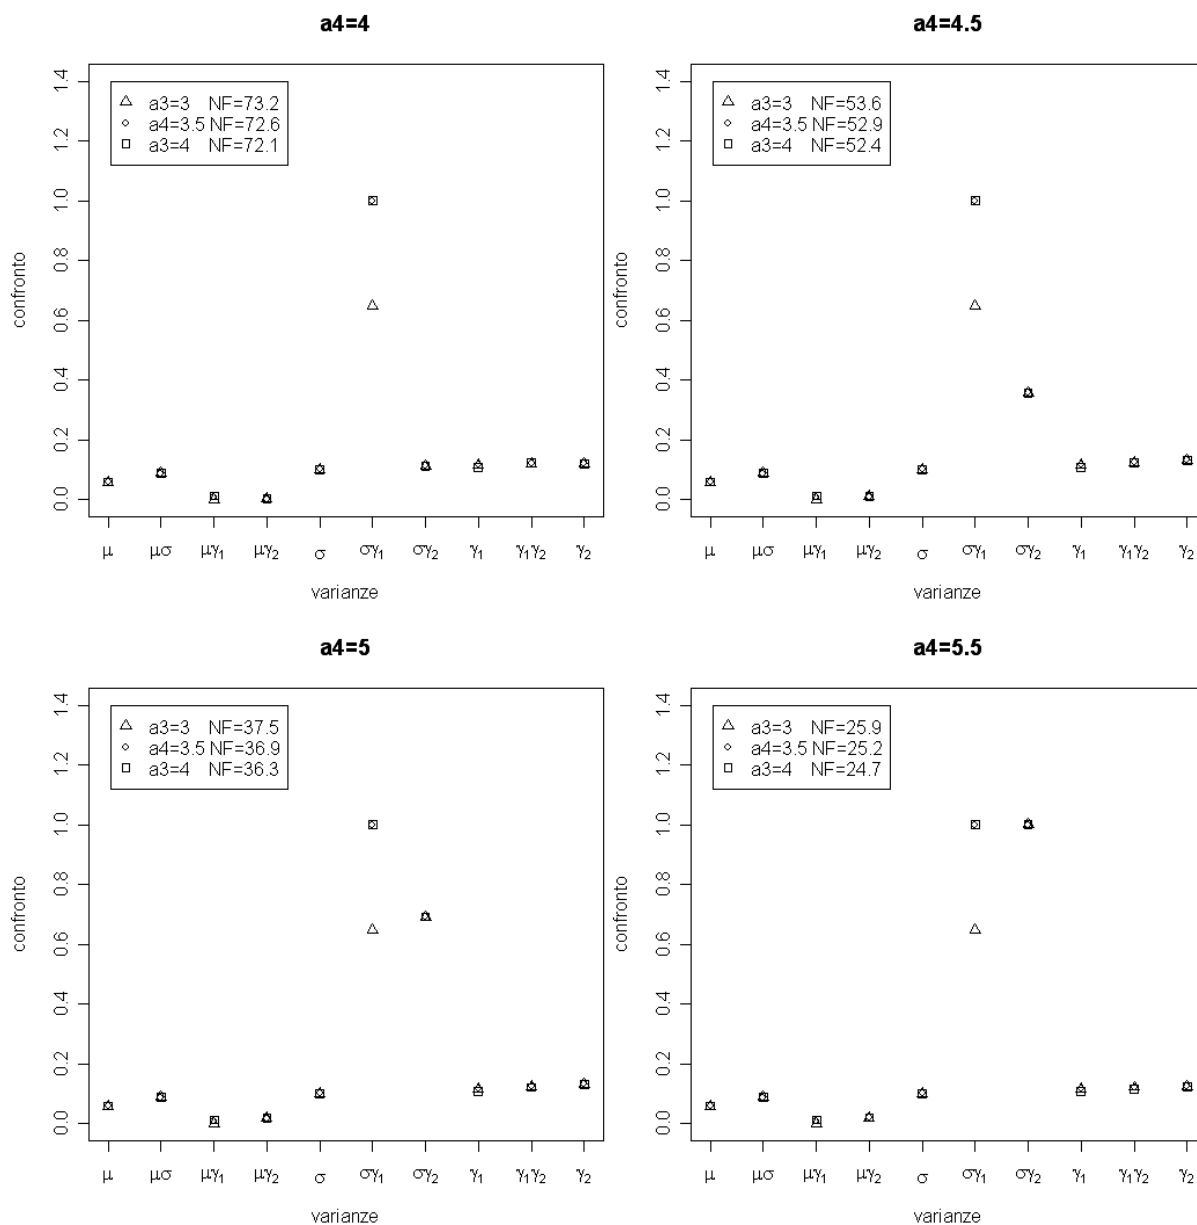 a4=4
1.4
1.2
1.0
0.8
0.6
0.4
0.2
0.0
confronto
a3=3 NF=73.2
a4=3.5 NF=72.6
a3=4 NF=72.1
μ μσ μγ₁ μγ₂ σ σγ₁ σγ₂ γ₁ γ₁γ₂ γ₂
varianze
a4=4.5
1.4
1.2
1.0
0.8
0.6
0.4
0.2
0.0
confronto
a3=3 NF=53.6
a4=3.5 NF=52.9
a3=4 NF=52.4
μ μσ μγ₁ μγ₂ σ σγ₁ σγ₂ γ₁ γ₁γ₂ γ₂
varianze
a4=5
1.4
1.2
1.0
0.8
0.6
0.4
0.2
0.0
confronto
a3=3 NF=37.5
a4=3.5 NF=36.9
a3=4 NF=36.3
μ μσ μγ₁ μγ₂ σ σγ₁ σγ₂ γ₁ γ₁γ₂ γ₂
varianze
a4=5.5
1.4
1.2
1.0
0.8
0.6
0.4
0.2
0.0
confronto
a3=3 NF=25.9
a4=3.5 NF=25.2
a3=4 NF=24.7
μ μσ μγ₁ μγ₂ σ σγ₁ σγ₂ γ₁ γ₁γ₂ γ₂
varianze